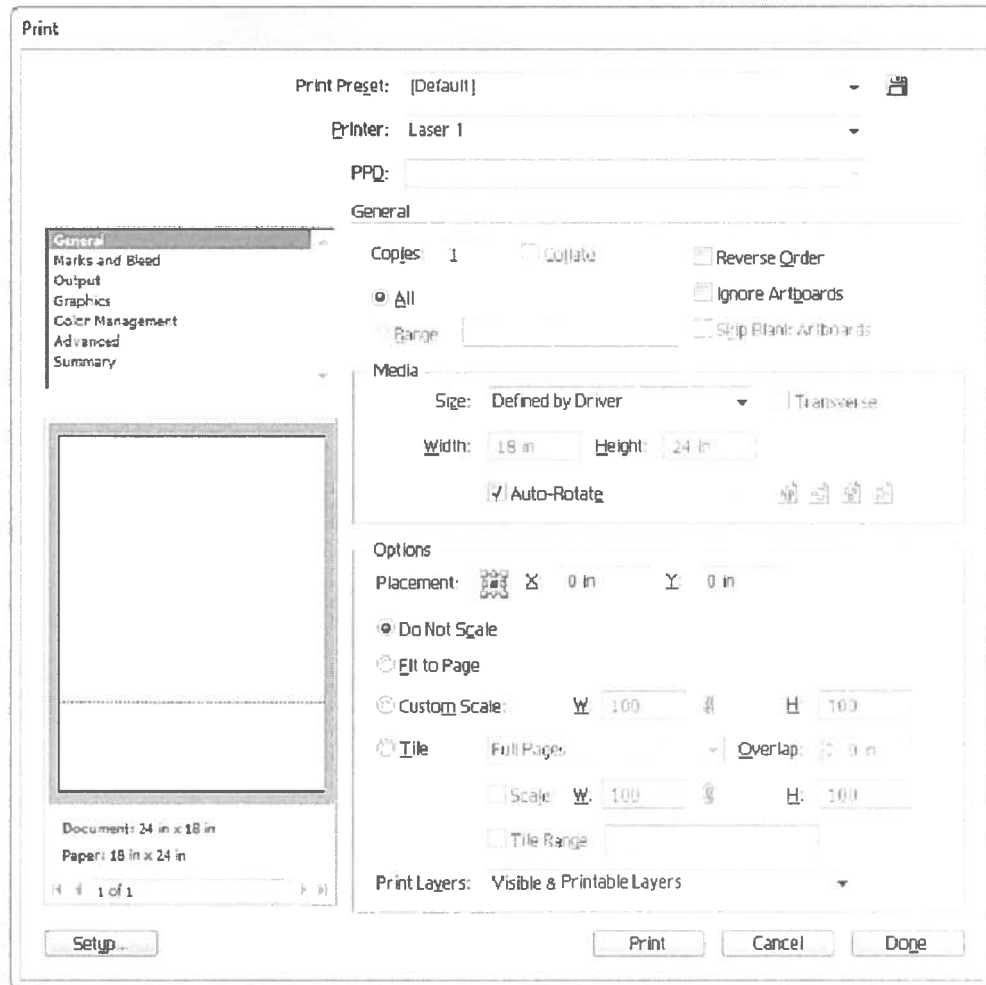 Print
Print Preset: [Default]
Printer: Laser 1
PPD:
General
Marks and Bleed
Output
Graphics
Color Management
Advanced
Summary
General
Copies: 1 Collate Reverse Order
All Ignore Artboards
Range Skip Blank Artboards
Media
Size: Defined by Driver Transverse
Width: 18 in Height: 24 in
Auto-Rotate
Options
Placement: X: 0 in Y: 0 in
Do Not Scale
Fit to Page
Custom Scale: W: 100 H: 100
Tile Full Pages Overlap: 0 in
Scale W: 100 H: 100
Tile Range
Print Layers: Visible & Printable Layers
Document: 24 in x 18 in
Paper: 18 in x 24 in
1 of 1
Setup... Print Cancel Done